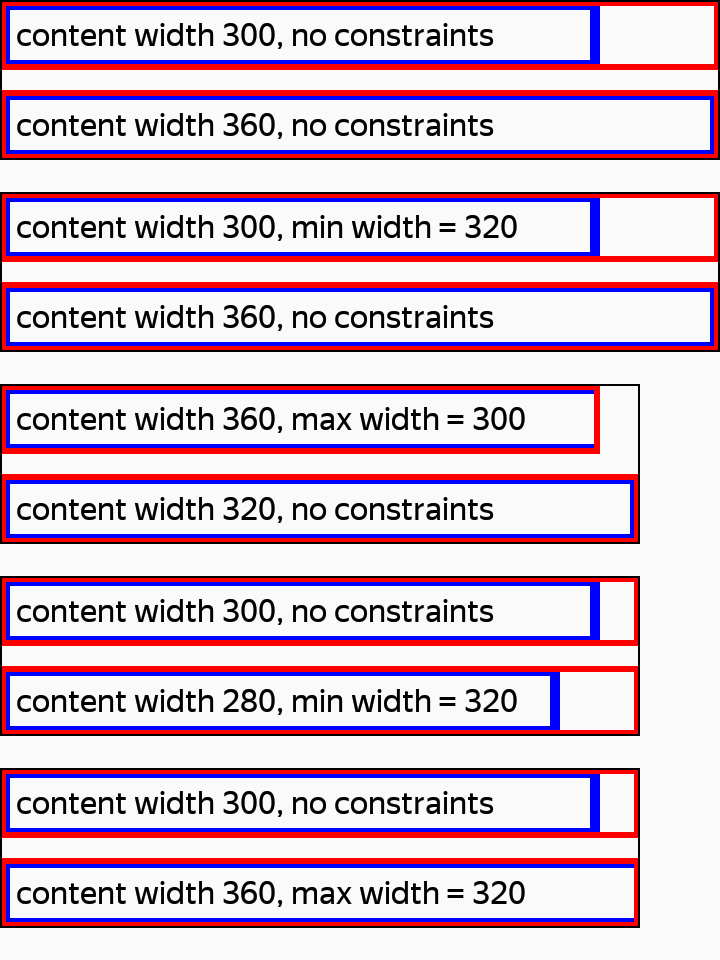 content width 300, no constraints
content width 360, no constraints
content width 300, min width = 320
content width 360, no constraints
content width 360, max width = 300
content width 320, no constraints
content width 300, no constraints
content width 280, min width = 320
content width 300, no constraints
content width 360, max width = 320